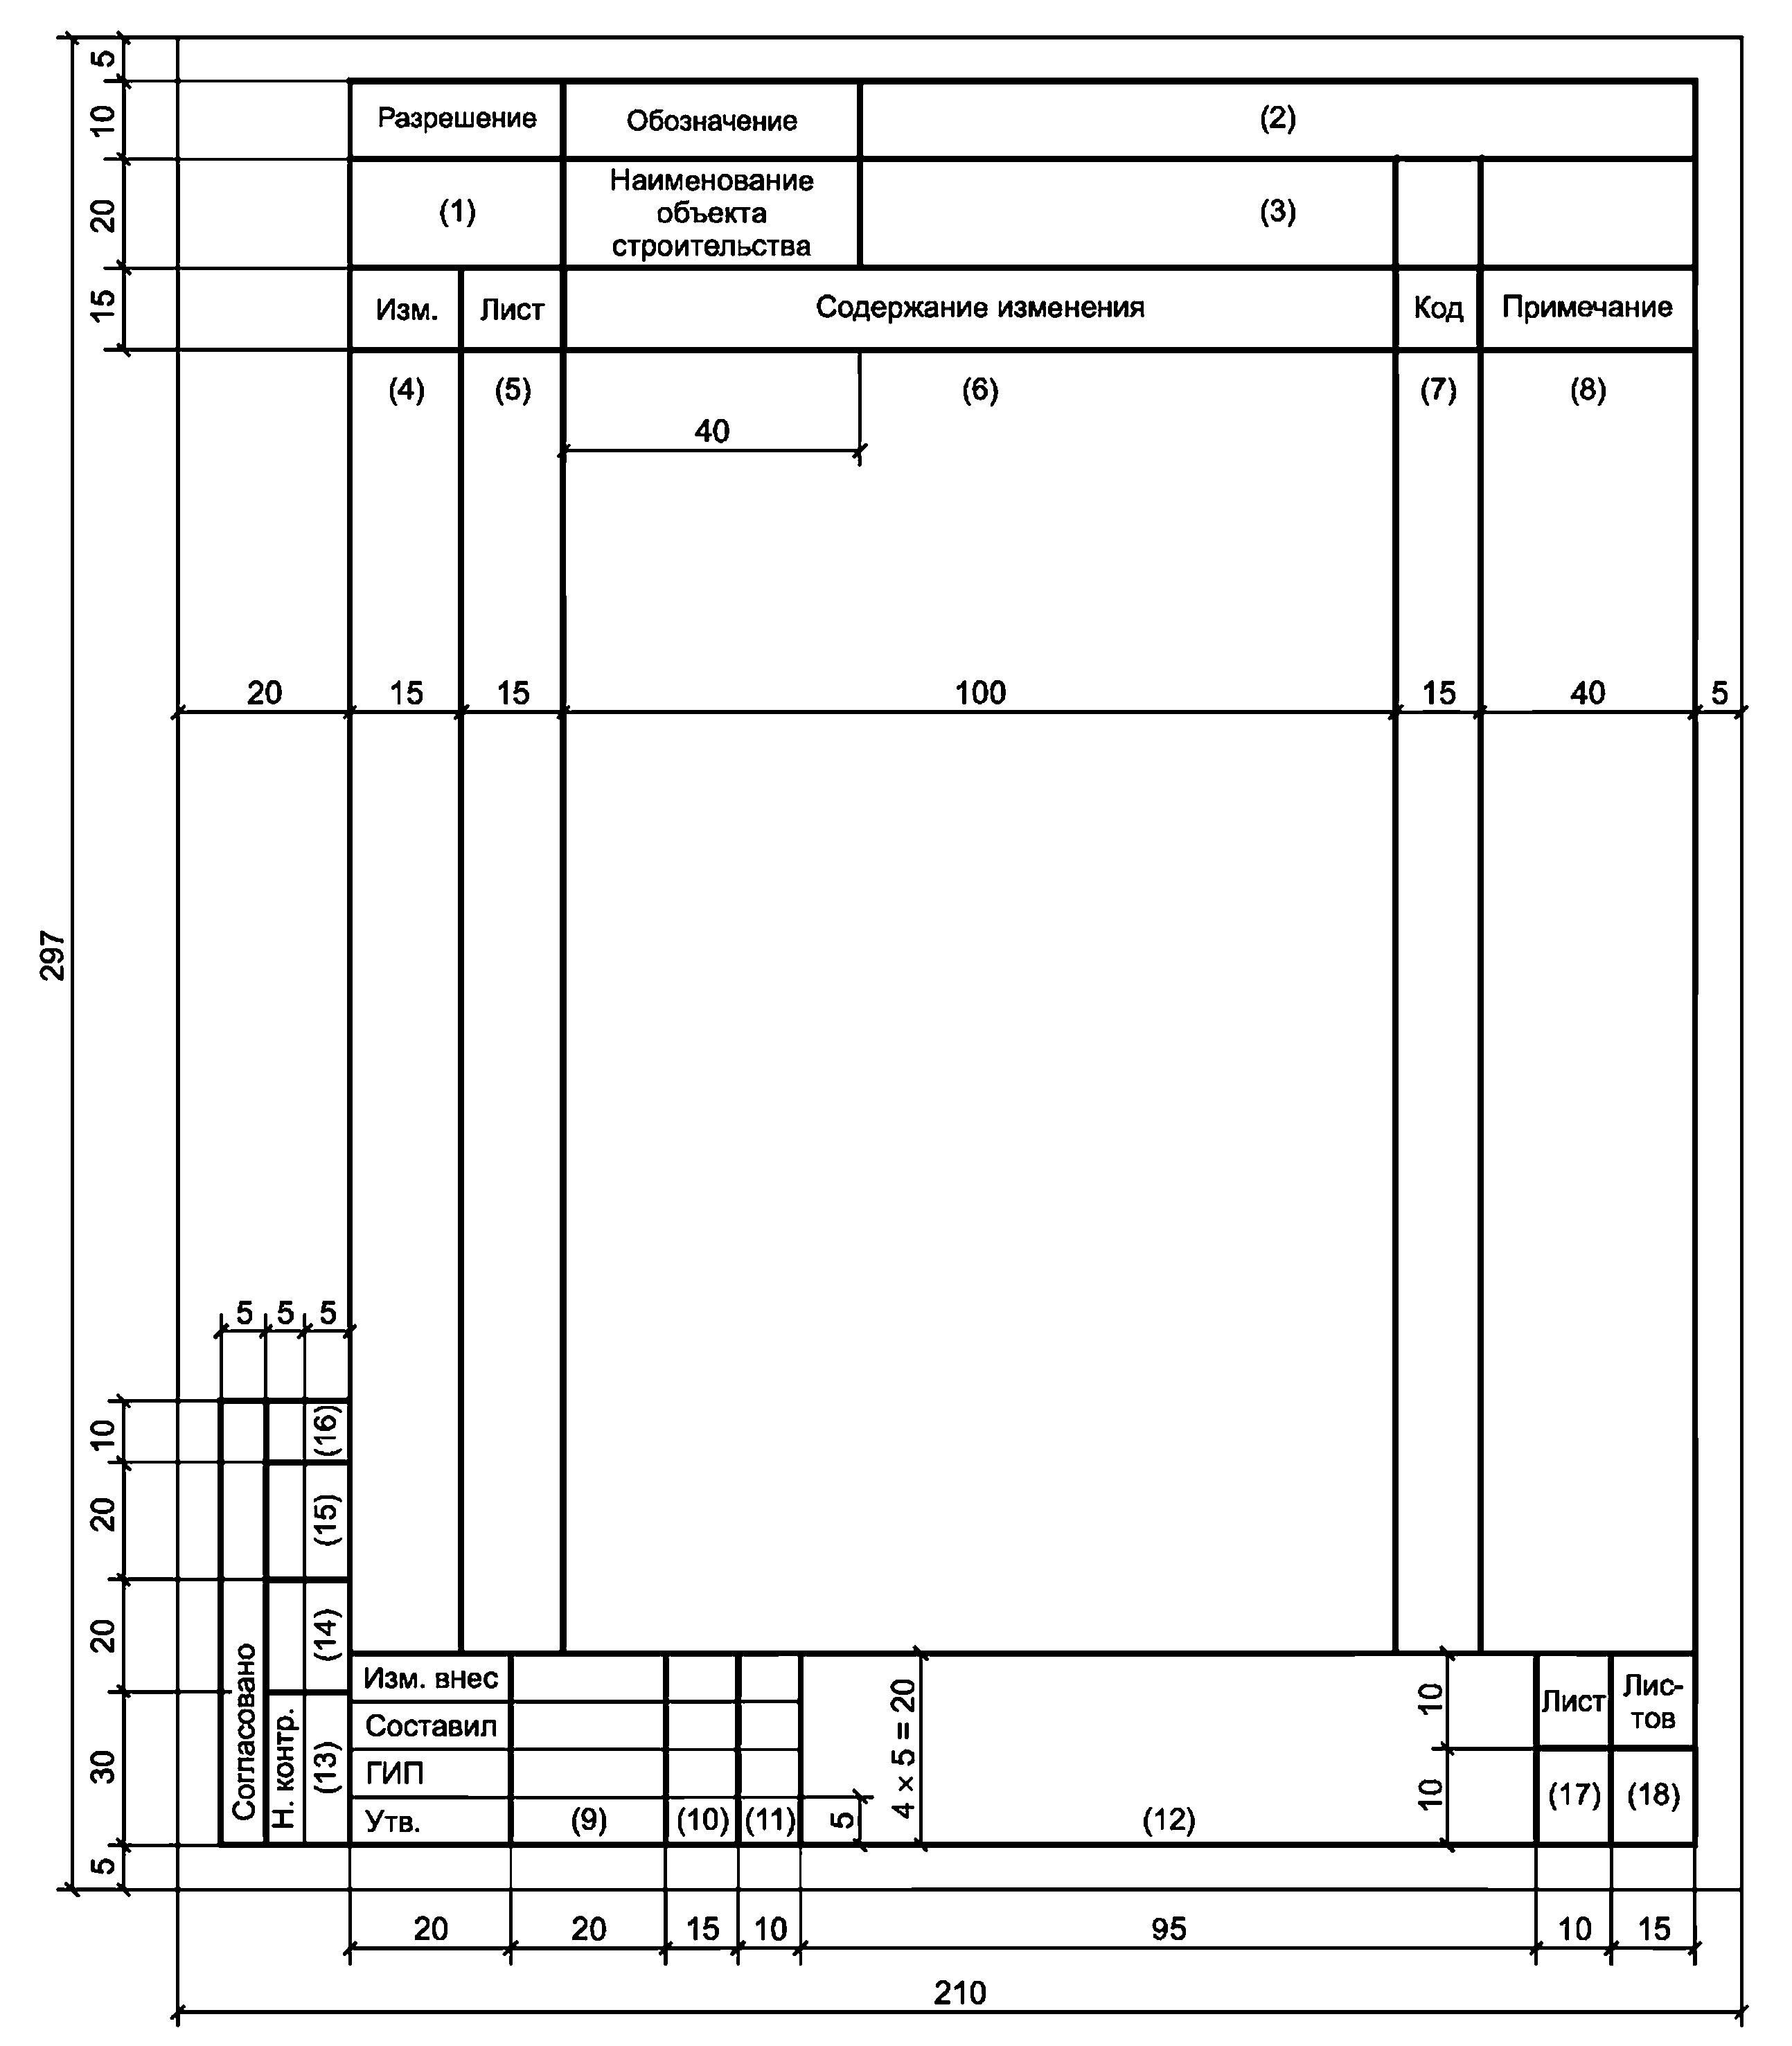 5
10
Разрешение
Обозначение
(2)
20
(1)
Наименование
объекта
строительства
(3)
15
Изм.
Лист
Содержание изменения
Код
Примечание
(4)
(5)
(6)
(7)
(8)
40
20
15
15
100
15
40
5
297
5
5
5
10
(16)
20
(15)
20
(14)
30
Согласовано
Н. контр.
(13)
Изм. внес
Составил
ГИП
Утв.
(9)
(10)
(11)
5
4 × 5 = 20
(12)
10
10
Лист
Лис-
тов
(17)
(18)
5
20
20
15
10
95
10
15
210